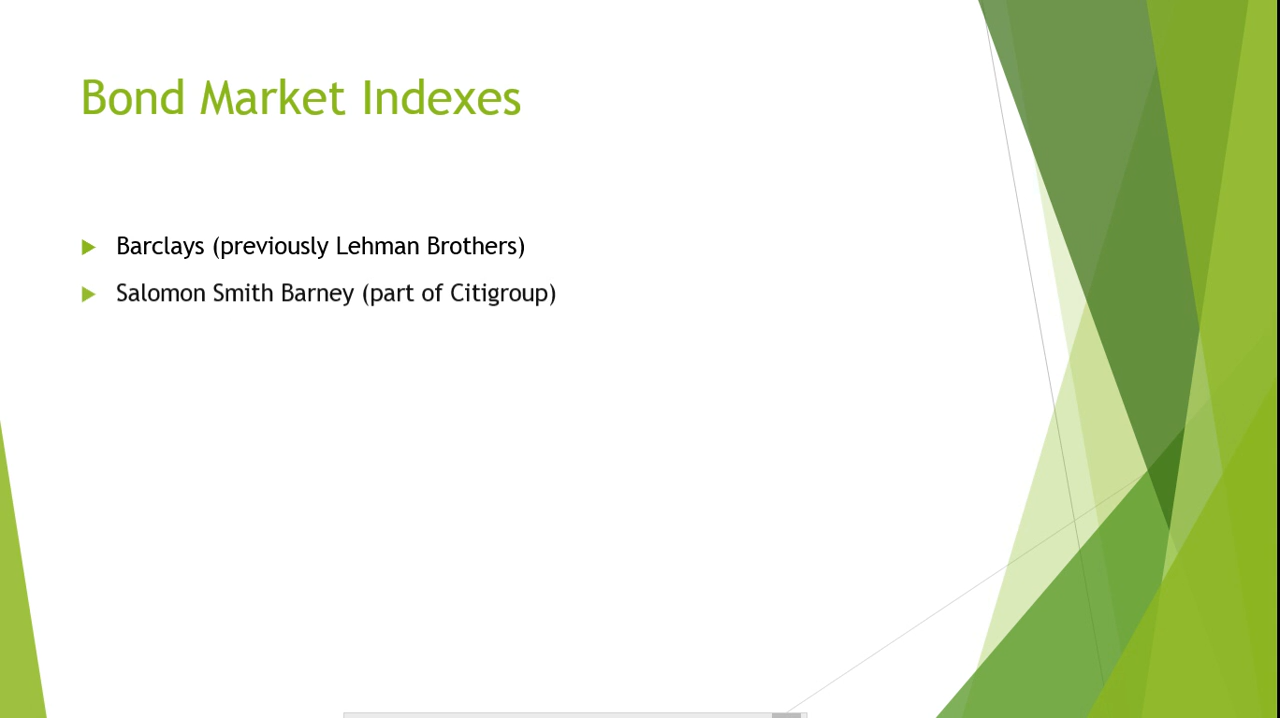 Bond Market Indexes
Barclays (previously Lehman Brothers)
Salomon Smith Barney (part of Citigroup)